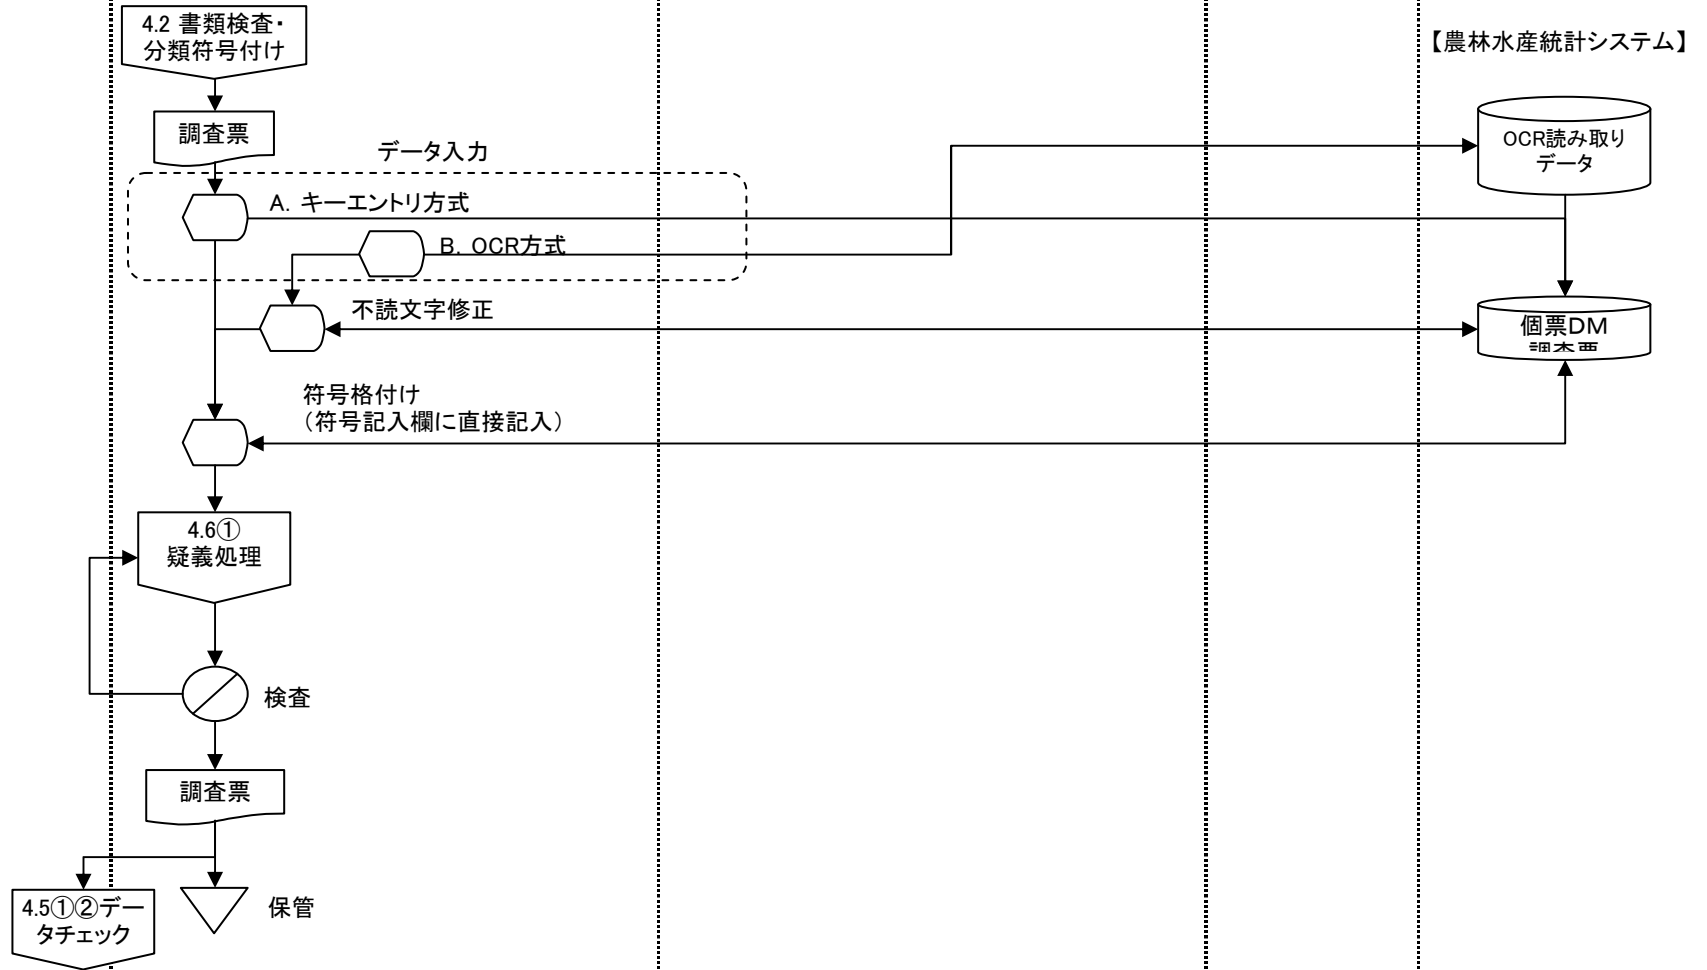 4.2 書類検査・
分類符号付け
【農林水産統計システム】
調査票
データ入力
OCR読み取り
データ
A. キーエントリ方式
B. OCR方式
不読文字修正
個票DM
調査票
符号格付け
（符号記入欄に直接記入）
4.6①
疑義処理
検査
調査票
4.5①②デー
タチェック
保管